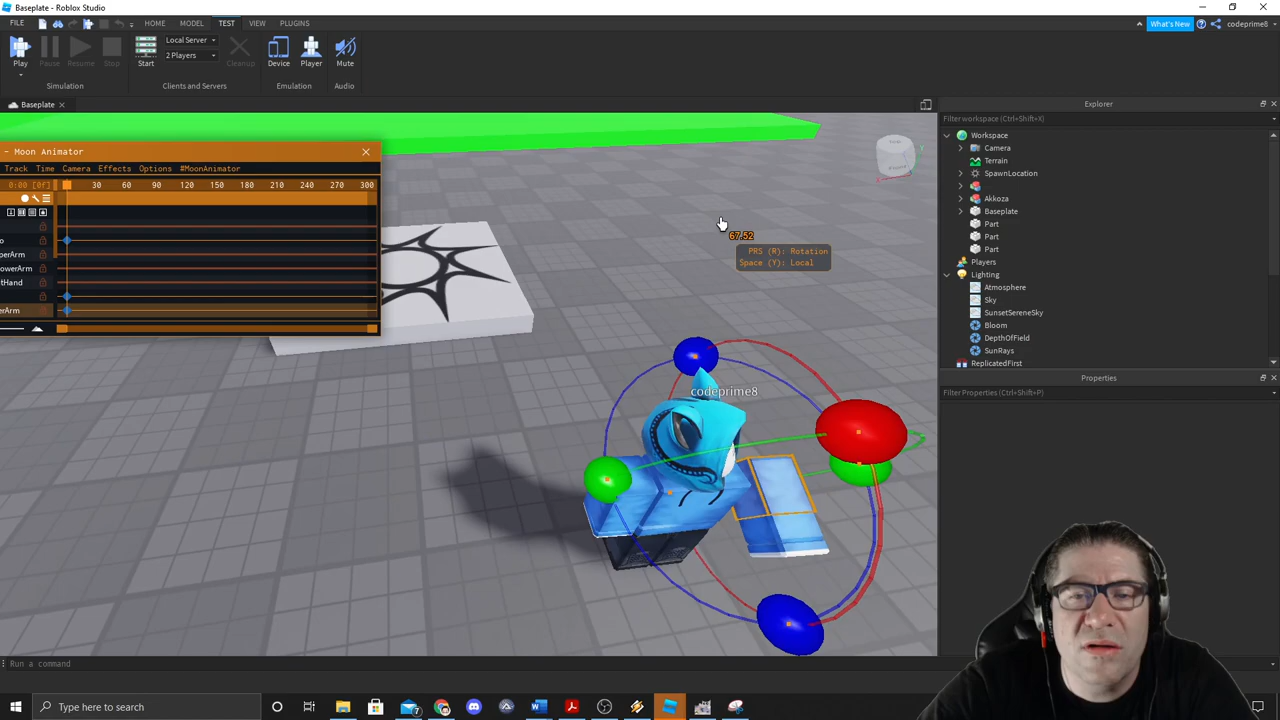 Baseplate - Roblox Studio
FILE HOME MODEL TEST VIEW PLUGINS What's New codeprime8
Local Server
2 Players
Play Pause Resume Stop Start Cleanup Device Player Mute
Simulation Clients and Servers Emulation Audio
Baseplate
Explorer
Filter workspace (Ctrl+Shift+X)
Workspace
Camera
Terrain
SpawnLocation
Akkoza
Baseplate
Part
Part
Part
Players
Lighting
Atmosphere
Sky
SunsetSereneSky
Bloom
DepthOfField
SunRays
ReplicatedFirst
Properties
Filter Properties (Ctrl+Shift+P)
- Moon Animator
Track Time Camera Effects Options #MoonAnimator
0:00 [0f] 30 60 90 120 150 180 210 240 270 300
o
perArm
owerArm
tHand
erArm
67.52
PRS (R): Rotation
Space (Y): Local
codeprime8
Run a command
Type here to search
7